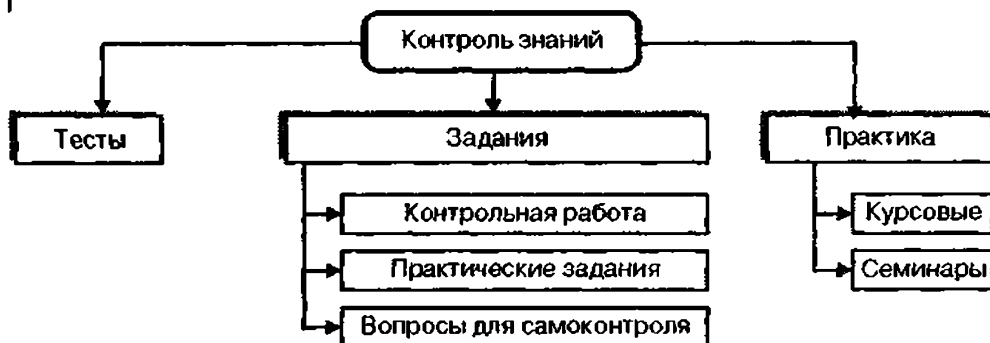 Контроль знаний
Тесты
Задания
Практика
Контрольная работа
Практические задания
Вопросы для самоконтроля
Курсовые
Семинары